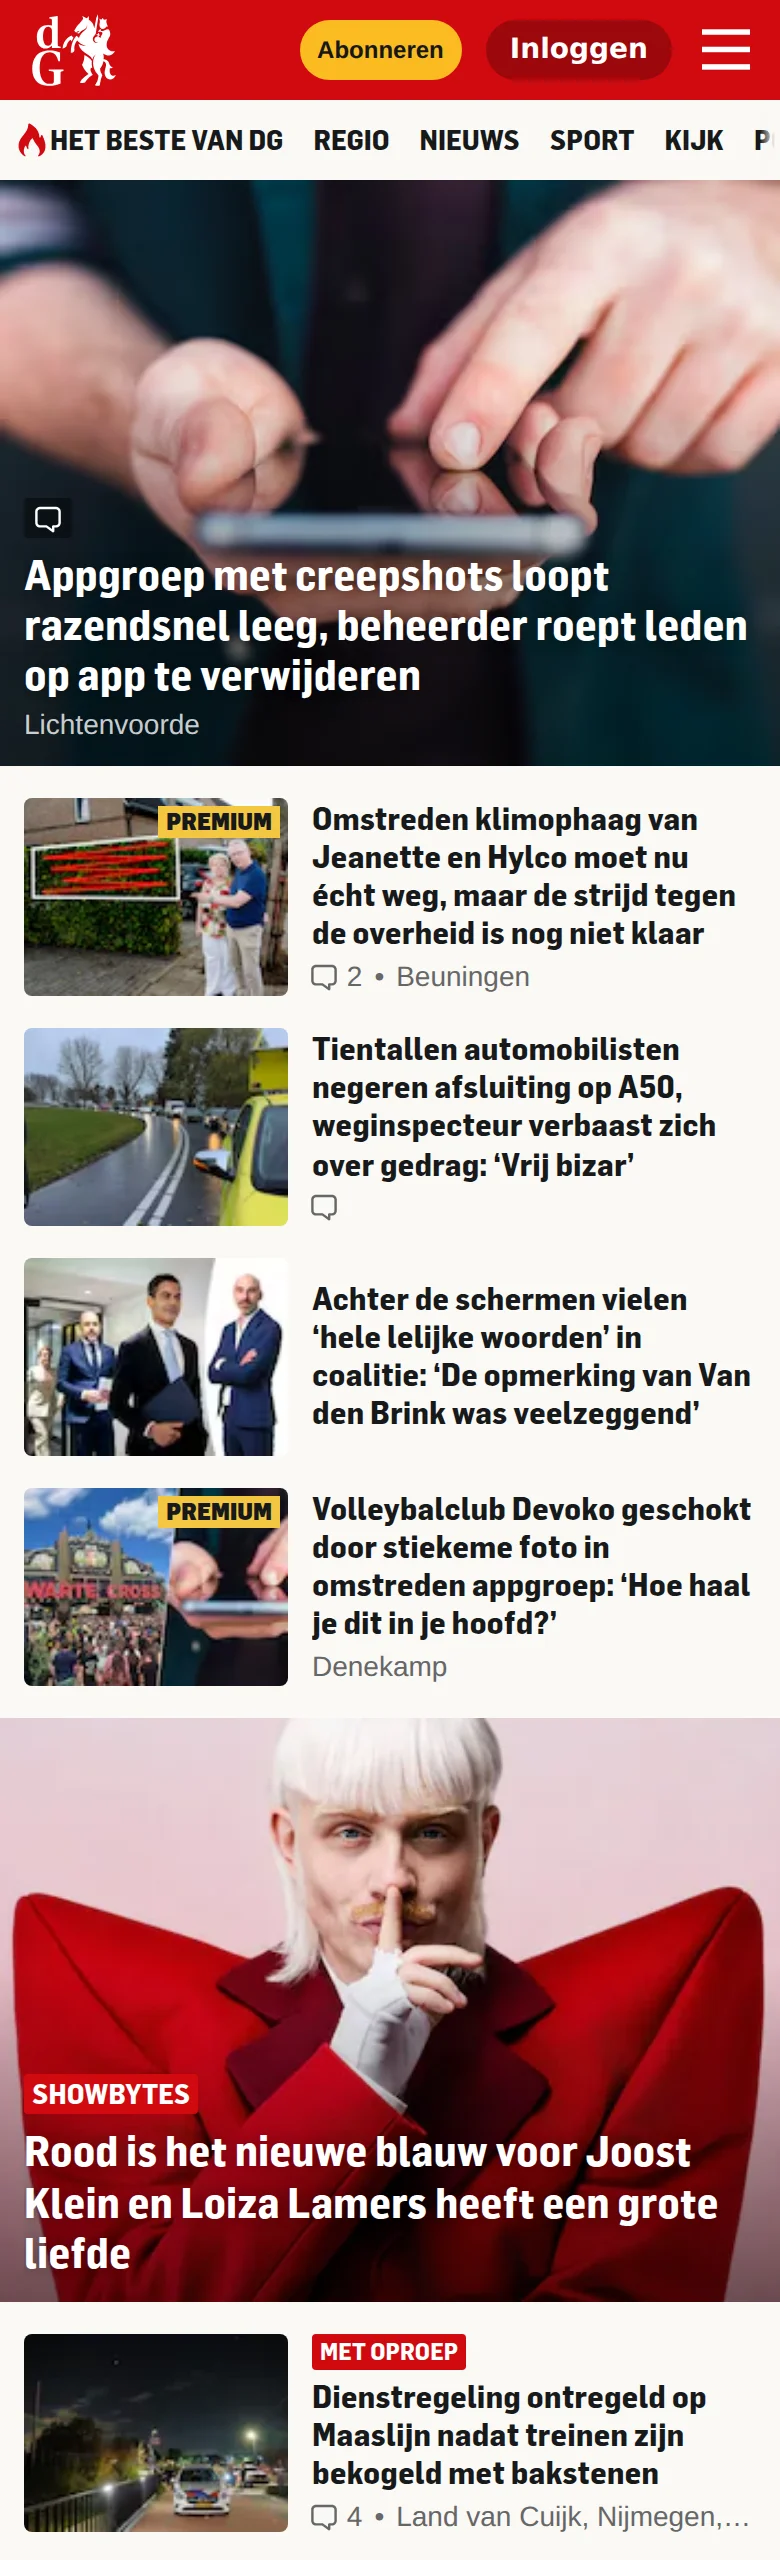 dG
Abonneren
Inloggen
HET BESTE VAN DG REGIO NIEUWS SPORT KIJK
Appgroep met creepshots loopt
razendsnel leeg, beheerder roept leden
op app te verwijderen
Lichtenvoorde
PREMIUM
Omstreden klimophaag van
Jeanette en Hylco moet nu
écht weg, maar de strijd tegen
de overheid is nog niet klaar
2 • Beuningen
Tientallen automobilisten
negeren afsluiting op A50,
weginspecteur verbaast zich
over gedrag: ‘Vrij bizar’
Achter de schermen vielen
‘hele lelijke woorden’ in
coalitie: ‘De opmerking van Van
den Brink was veelzeggend’
PREMIUM
WARTE CROSS
Volleybalclub Devoko geschokt
door stiekeme foto in
omstreden appgroep: ‘Hoe haal
je dit in je hoofd?’
Denekamp
SHOWBYTES
Rood is het nieuwe blauw voor Joost
Klein en Loiza Lamers heeft een grote
liefde
MET OPROEP
Dienstregeling ontregeld op
Maaslijn nadat treinen zijn
bekogeld met bakstenen
4 • Land van Cuijk, Nijmegen,…